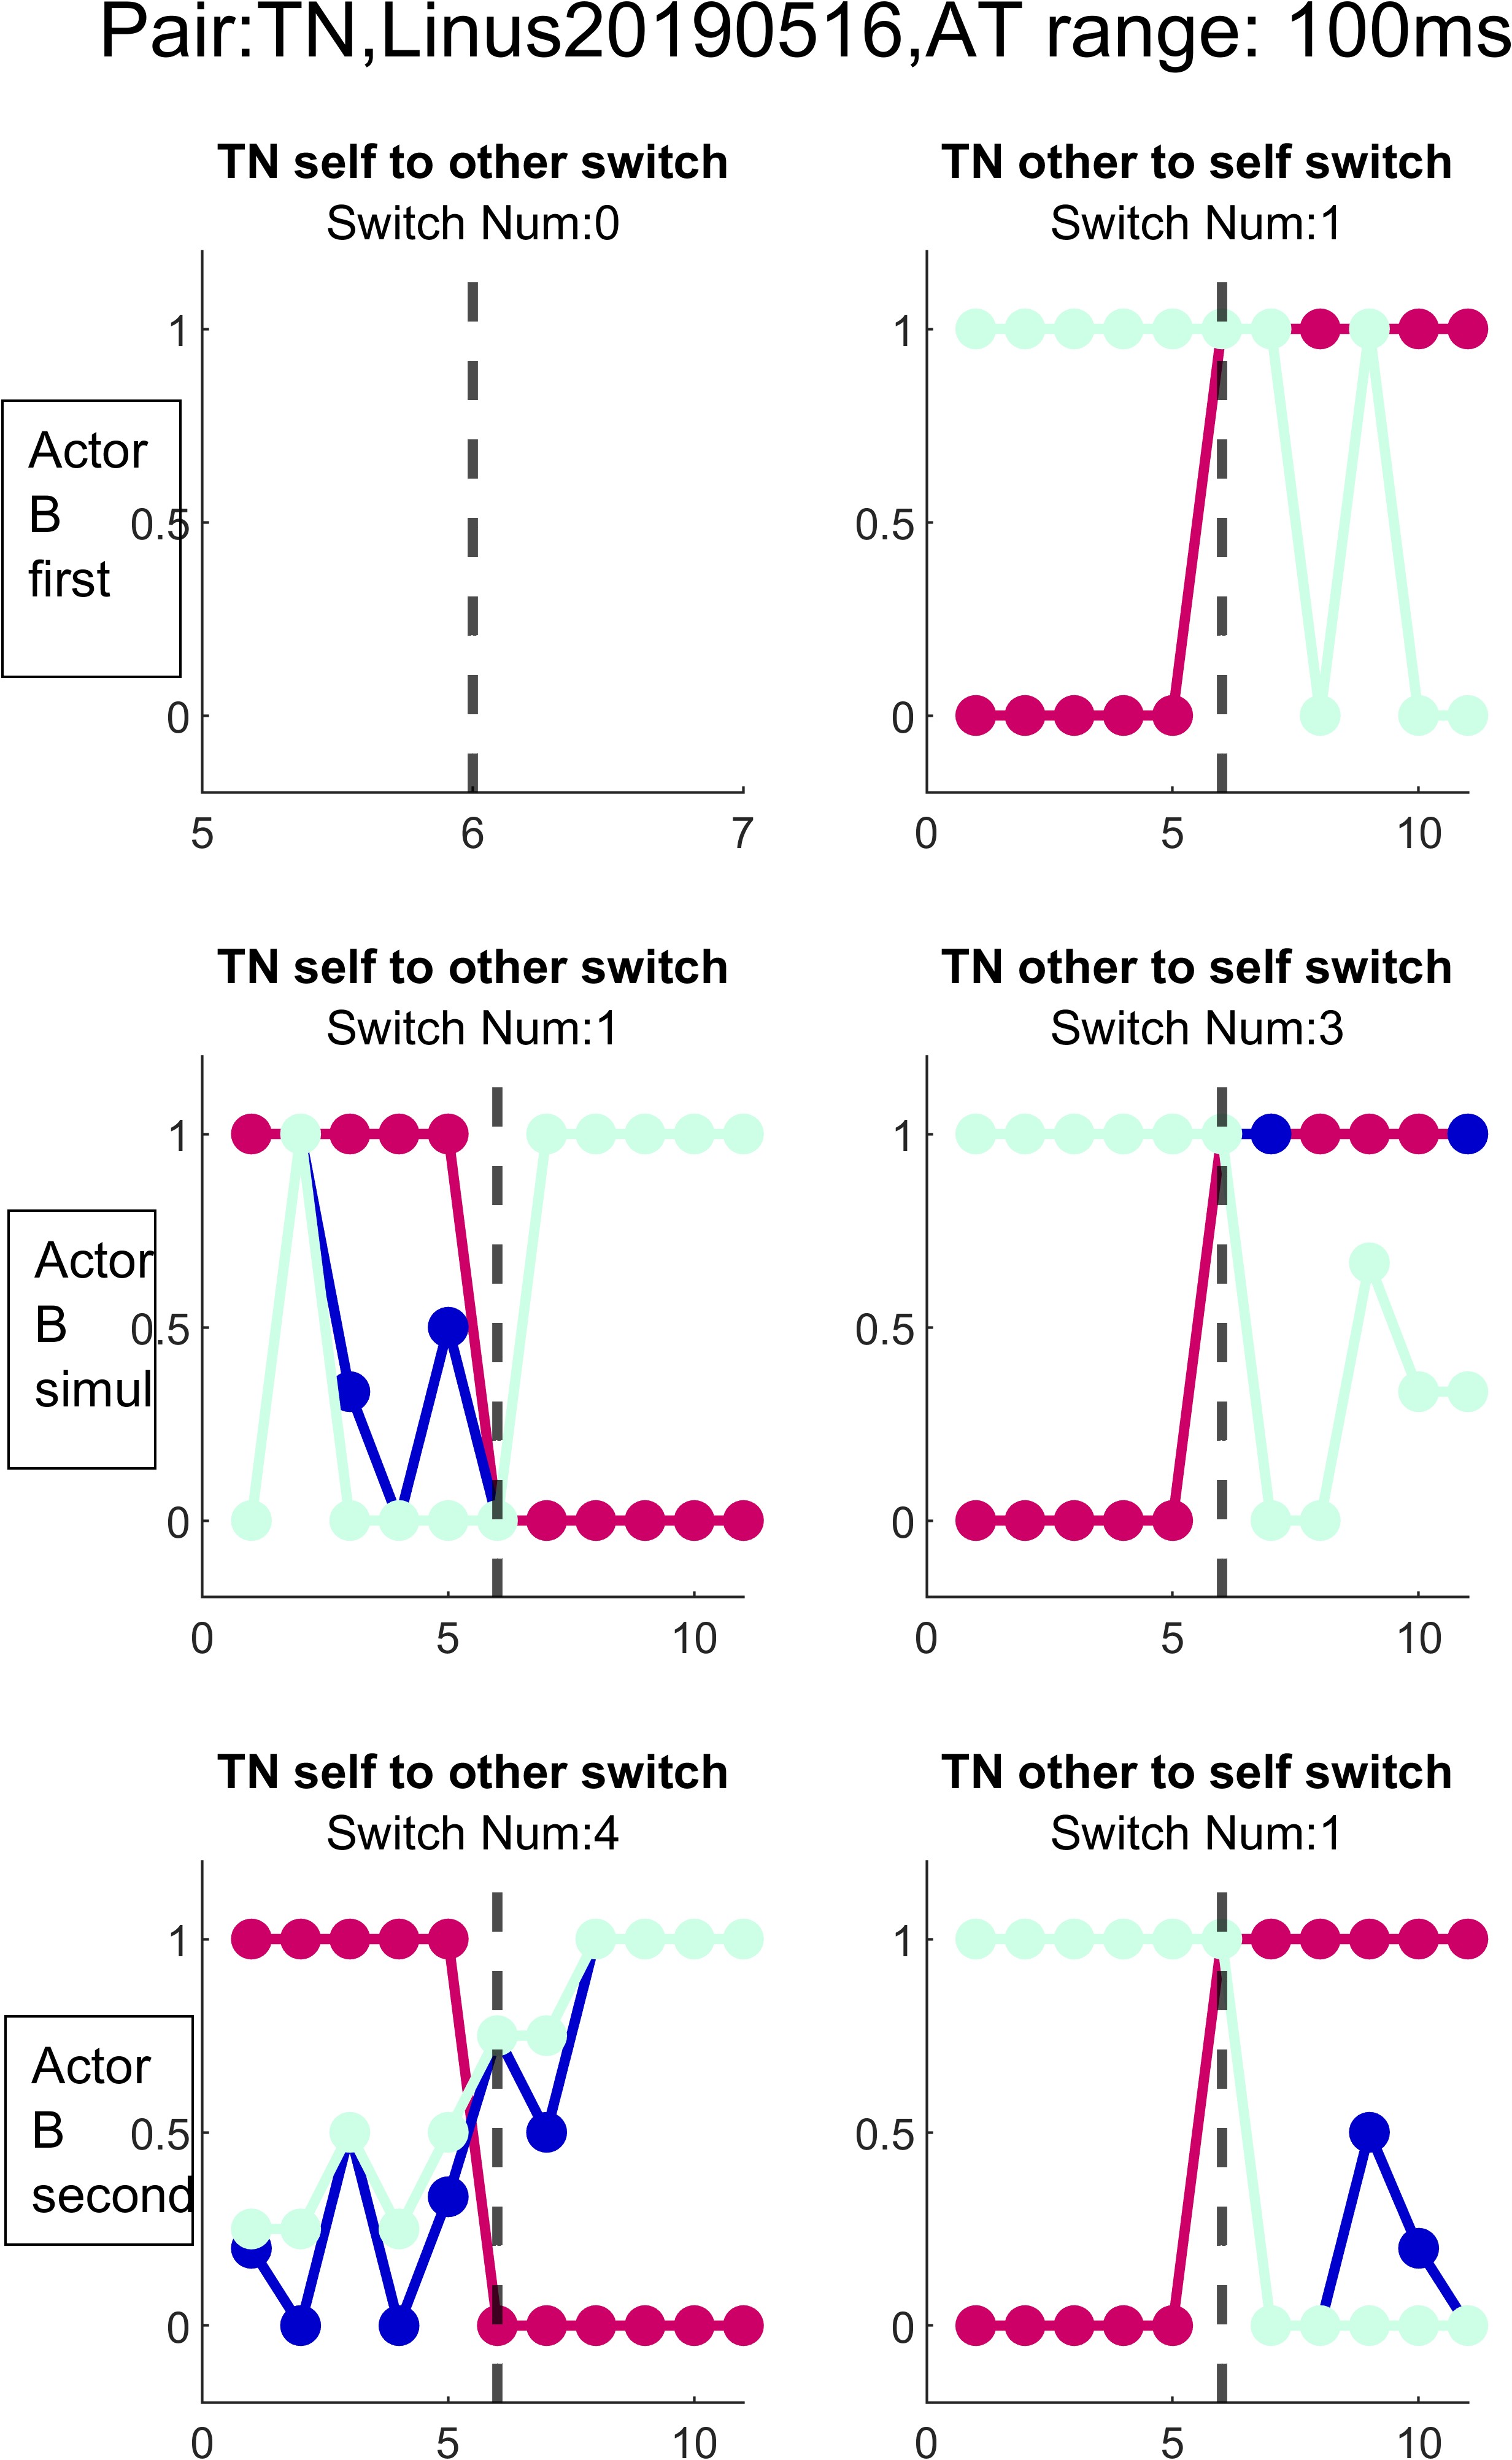 Pair:TN,Linus20190516,AT range: 100ms
TN self to other switch
Switch Num:0
TN other to self switch
Switch Num:1
Actor
B
first
1
0.5
0
5 6 7
1
0.5
0
0 5 10
TN self to other switch
Switch Num:1
TN other to self switch
Switch Num:3
Actor
B
simul
1
0.5
0
0 5 10
1
0.5
0
0 5 10
TN self to other switch
Switch Num:4
TN other to self switch
Switch Num:1
Actor
B
second
1
0.5
0
0 5 10
1
0.5
0
0 5 10